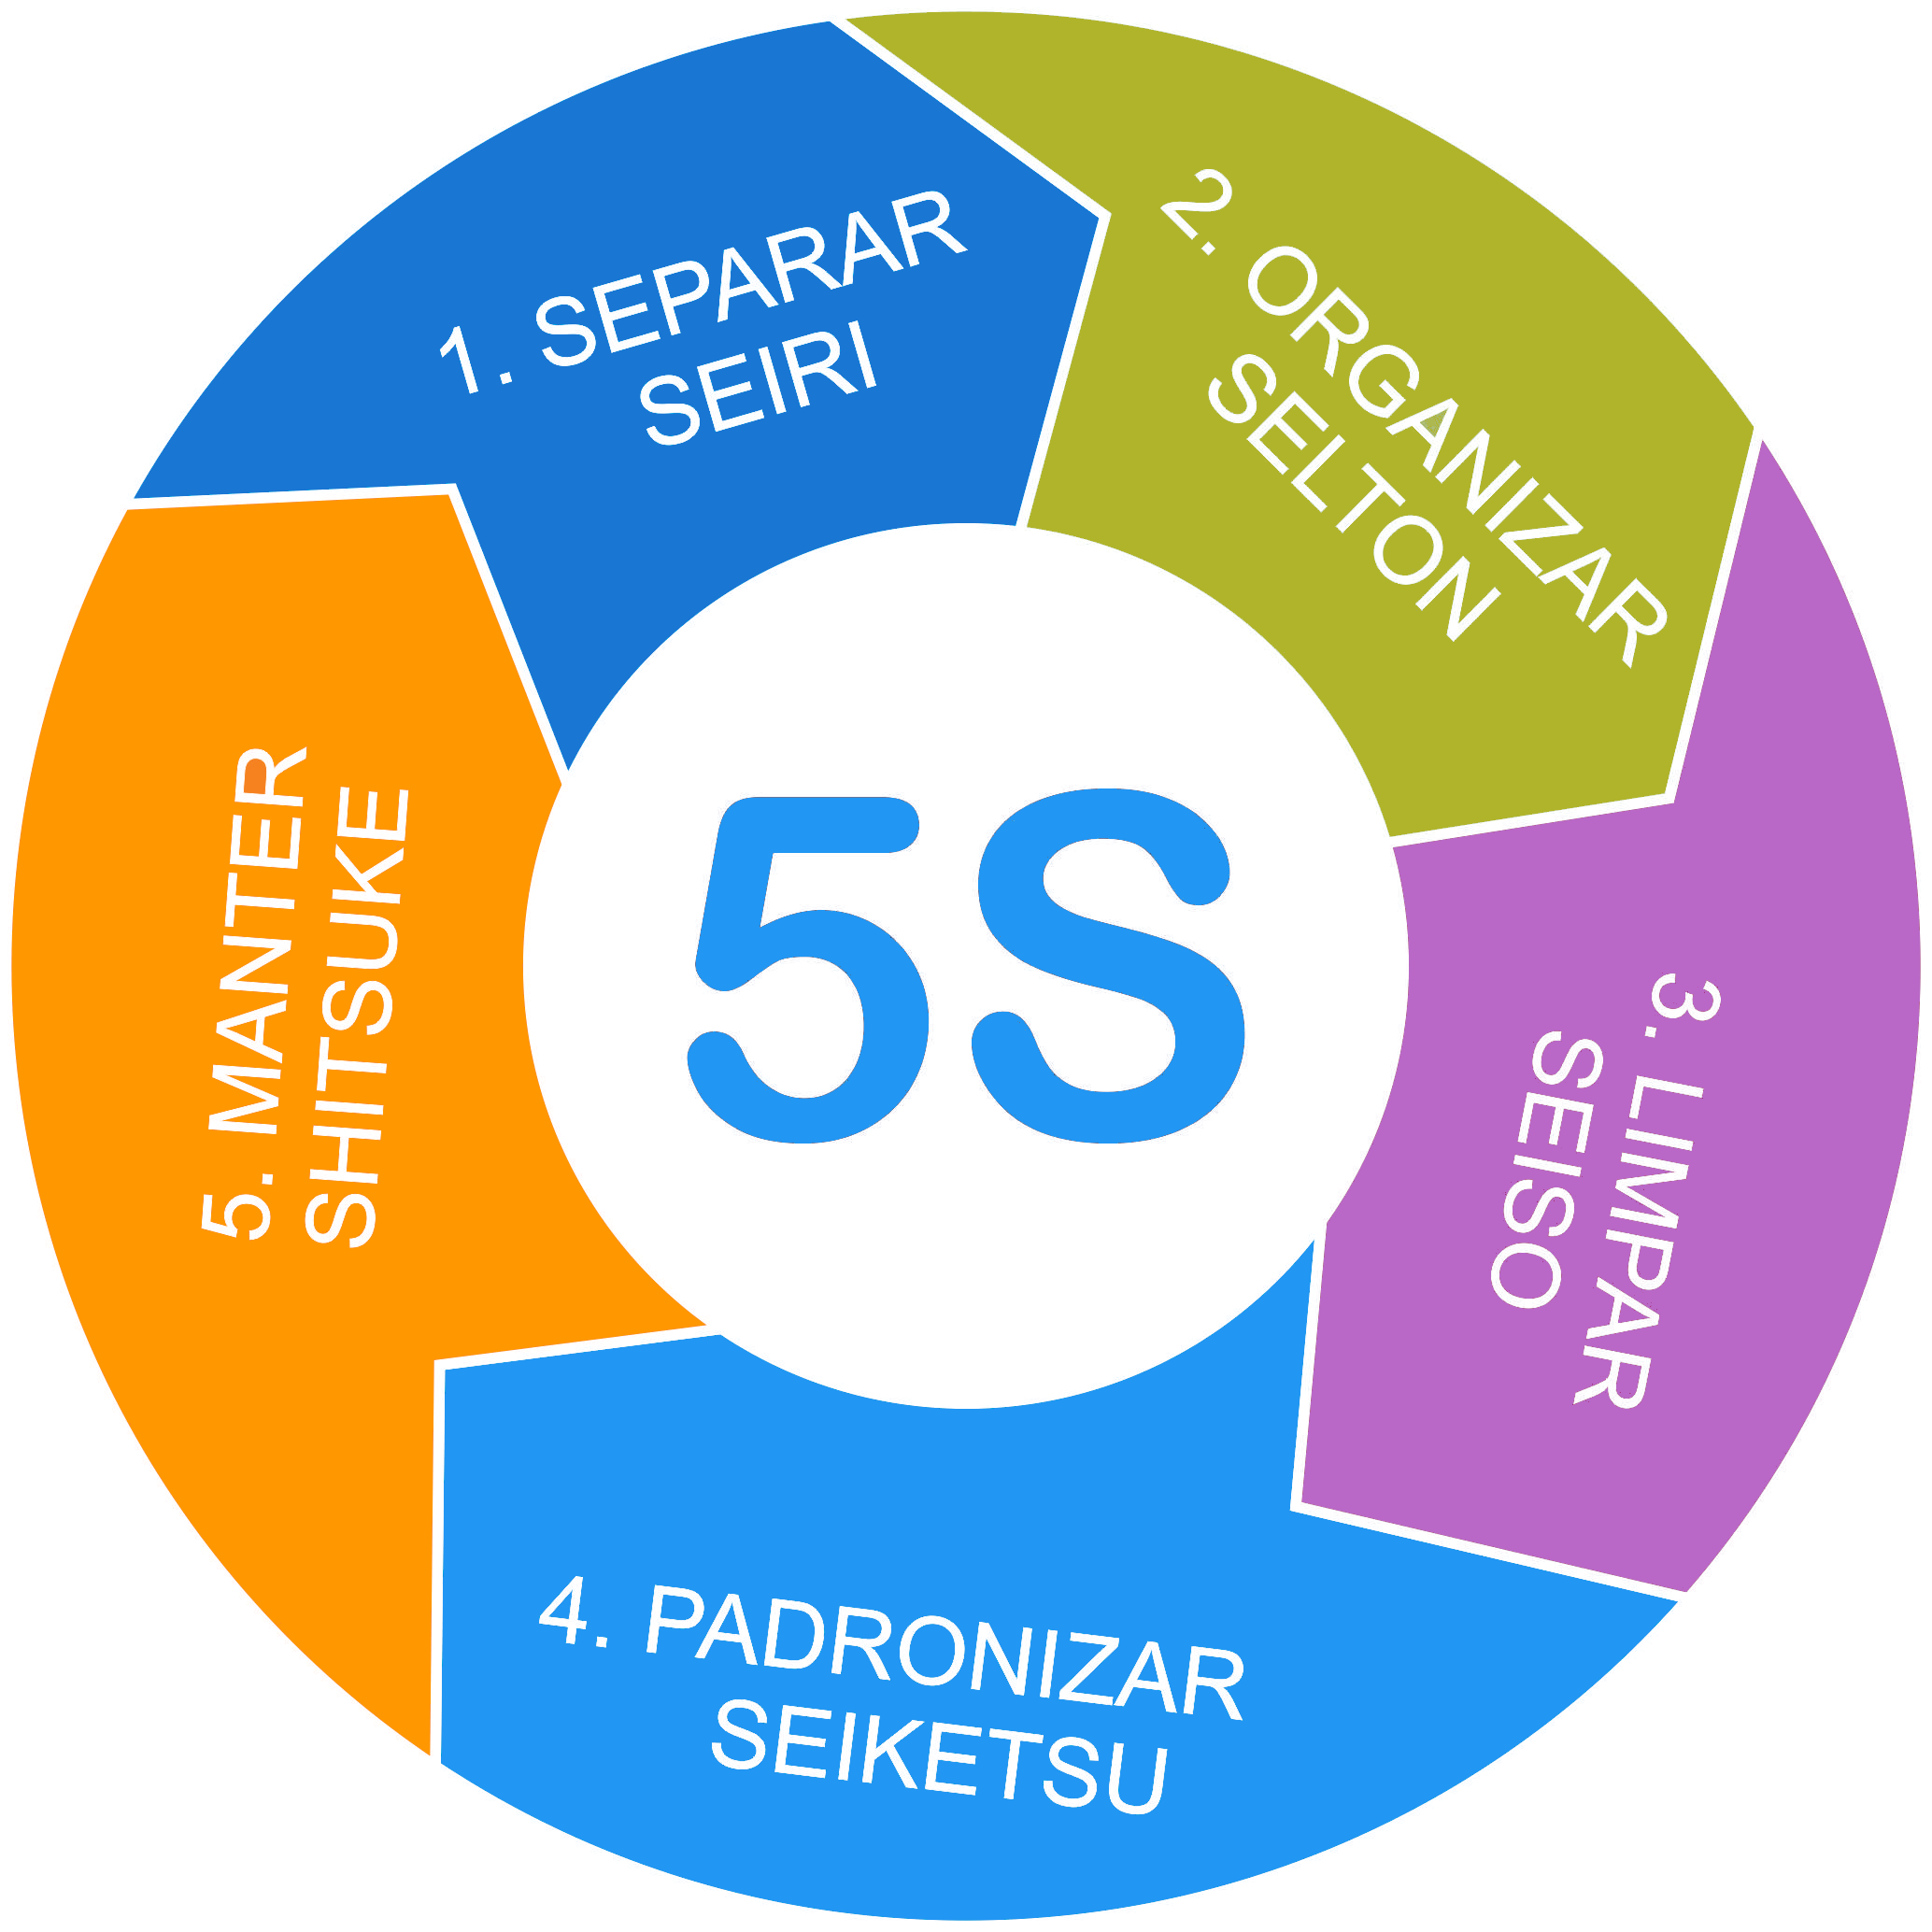 1. SEPARAR
SEIRI
2. ORGANIZAR
SELTON
3. LIMPAR
SEISO
4. PADRONIZAR
SEIKETSU
5. MANTER
SHITSUKE
5S